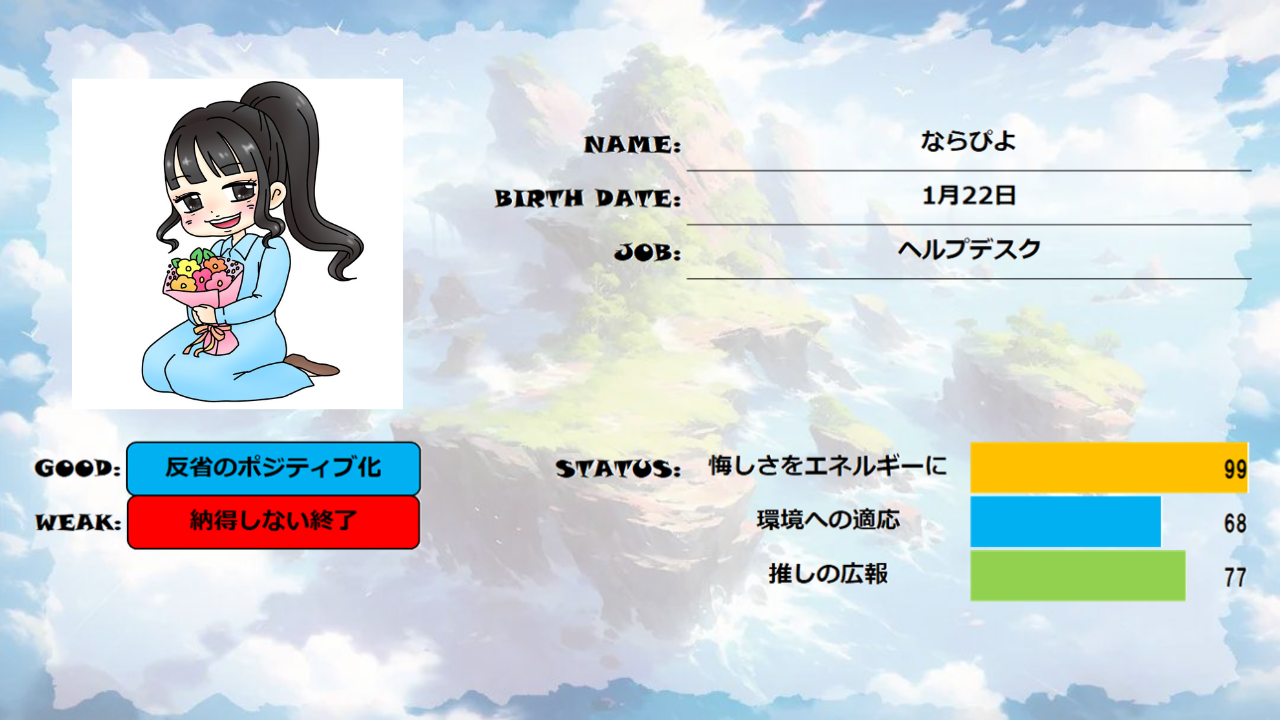 NAME: ならぴよ
BIRTH DATE: 1月22日
JOB: ヘルプデスク
GOOD: 反省のポジティブ化
WEAK: 納得しない終了
STATUS: 悔しさをエネルギーに 99
環境への適応 68
推しの広報 77